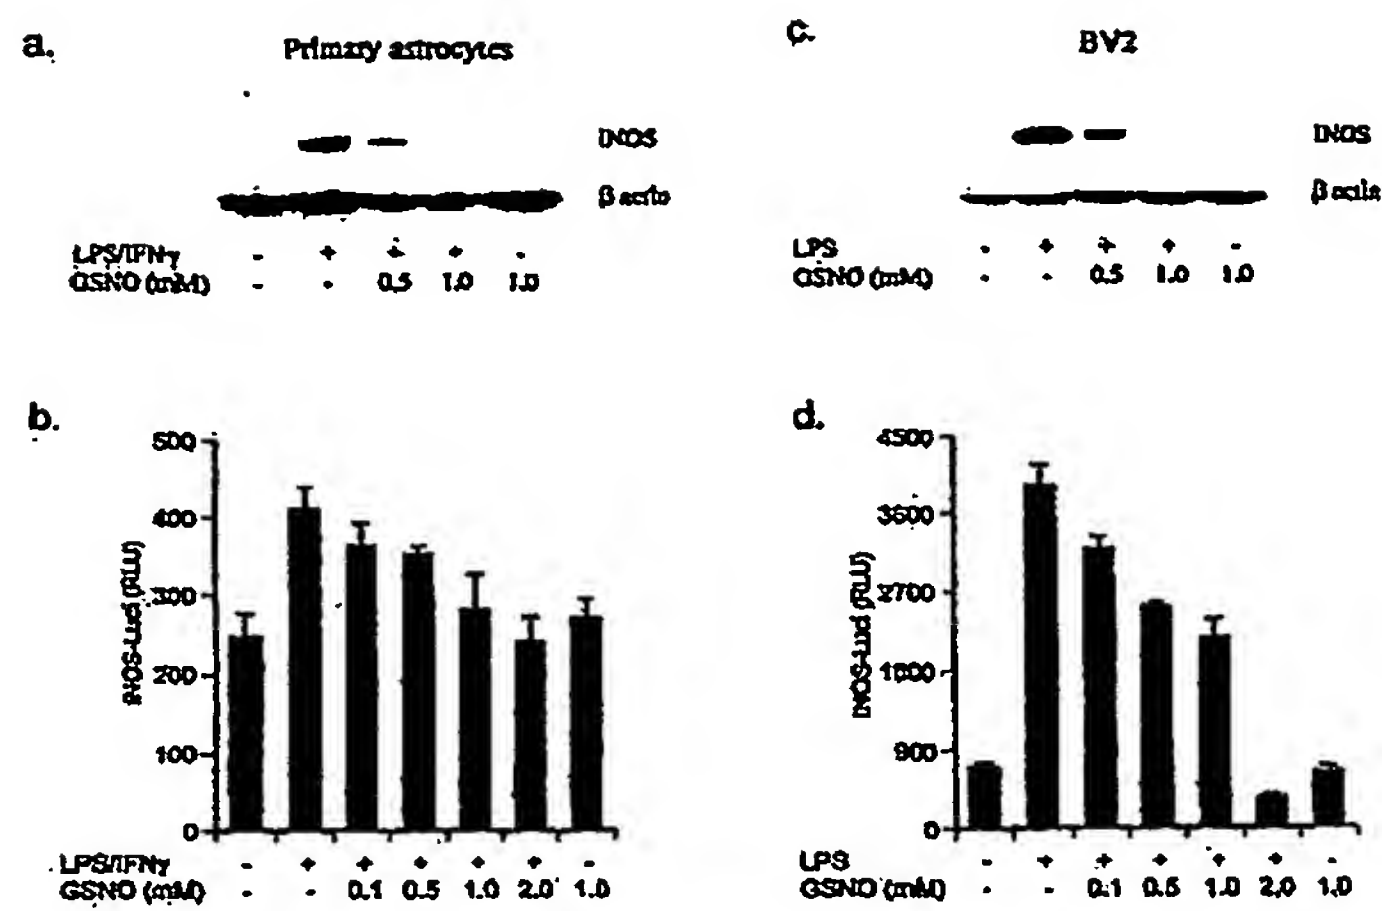 a.
Primary astrocytes
iNOS
β actin
LPS/IFNγ - + + + -
GSNO (mM) - - 0.5 1.0 1.0
c.
BV2
iNOS
β actin
LPS - + + + -
GSNO (mM) - - 0.5 1.0 1.0
b.
iNOS-Luci (RLU)
500
400
300
200
100
0
LPS/IFNγ - + + + + + -
GSNO (mM) - - 0.1 0.5 1.0 2.0 1.0
d.
iNOS-Luci (RLU)
4500
3600
2700
1800
900
0
LPS - + + + + + -
GSNO (mM) - - 0.1 0.5 1.0 2.0 1.0